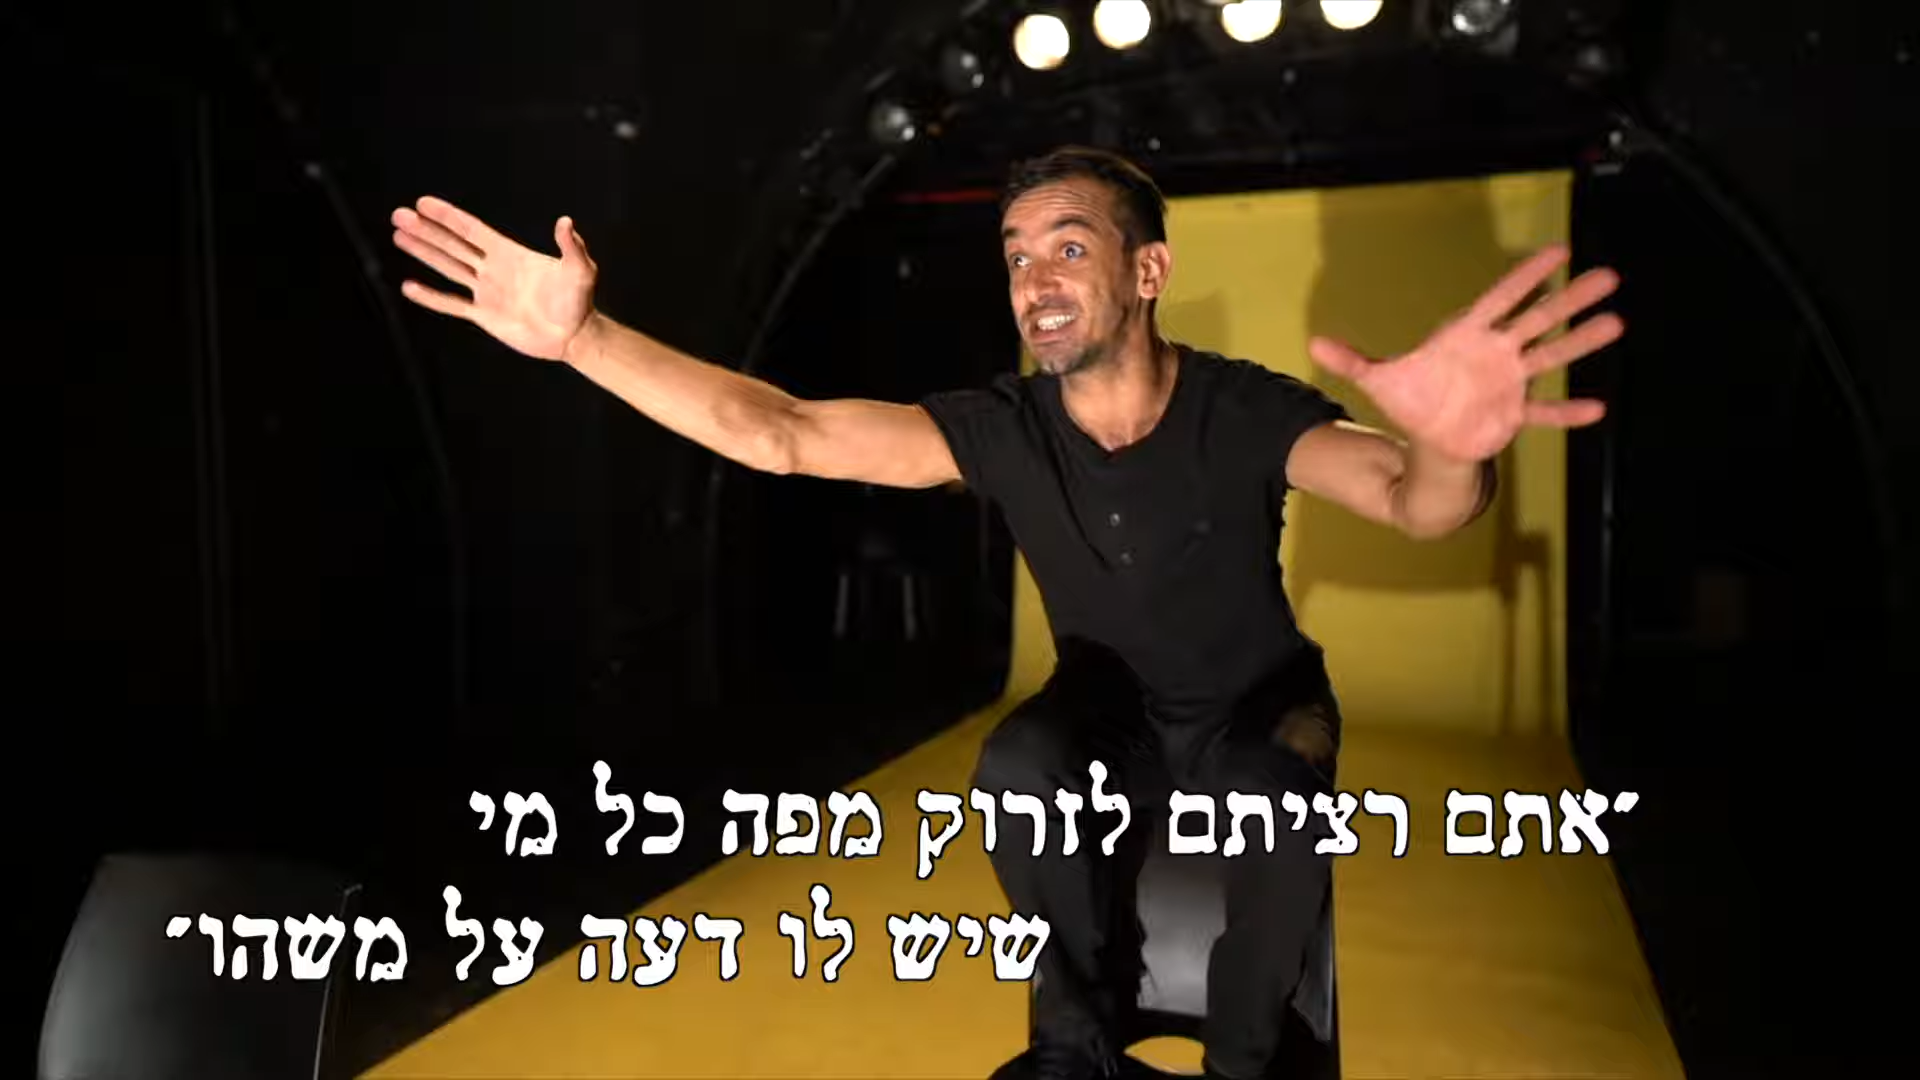 "אתם רציתם לזרוק מפה כל מי
שיש לו דעה על משהו"